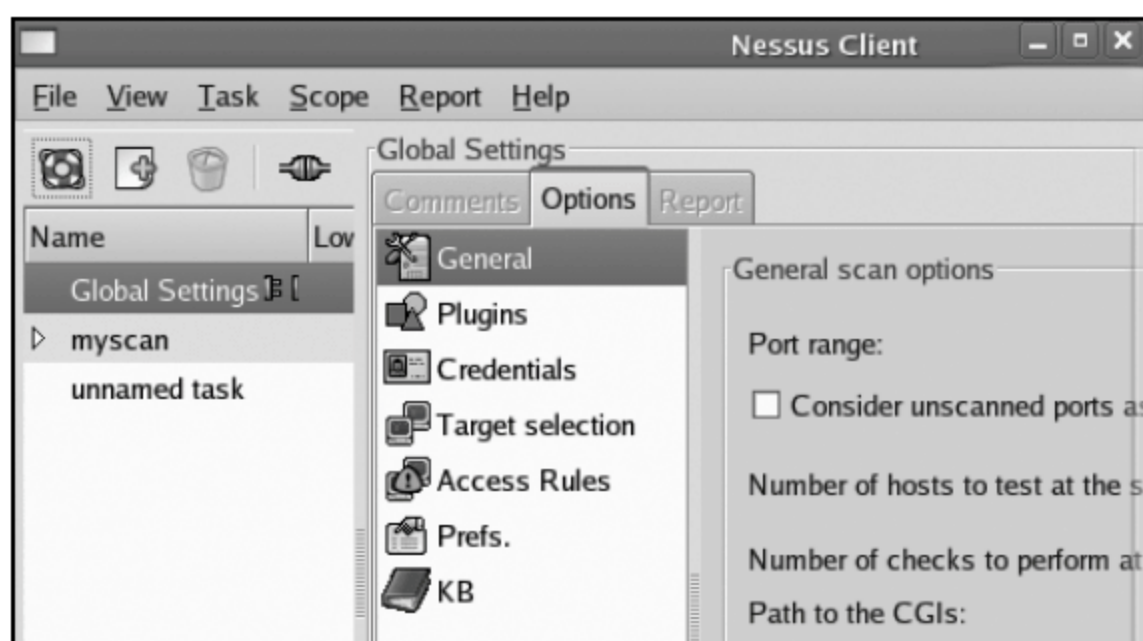 Nessus Client
File View Task Scope Report Help
Global Settings
Comments Options Report
Name Low
Global Settings
myscan
unnamed task
General
Plugins
Credentials
Target selection
Access Rules
Prefs.
KB
General scan options
Port range:
Consider unscanned ports as
Number of hosts to test at the s
Number of checks to perform at
Path to the CGIs: